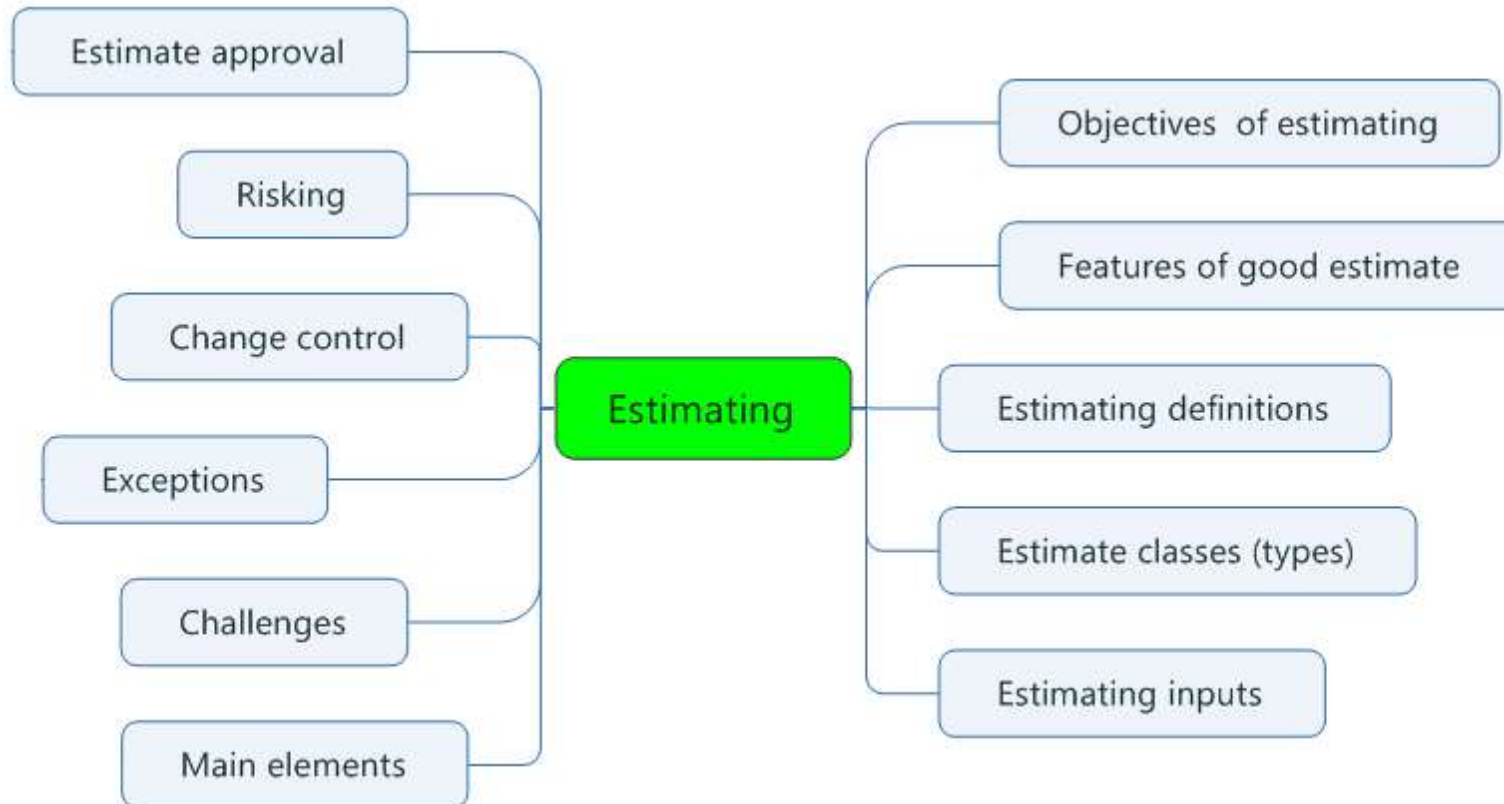 Estimate approval
Risking
Change control
Exceptions
Challenges
Main elements
Estimating
Objectives  of estimating
Features of good estimate
Estimating definitions
Estimate classes (types)
Estimating inputs